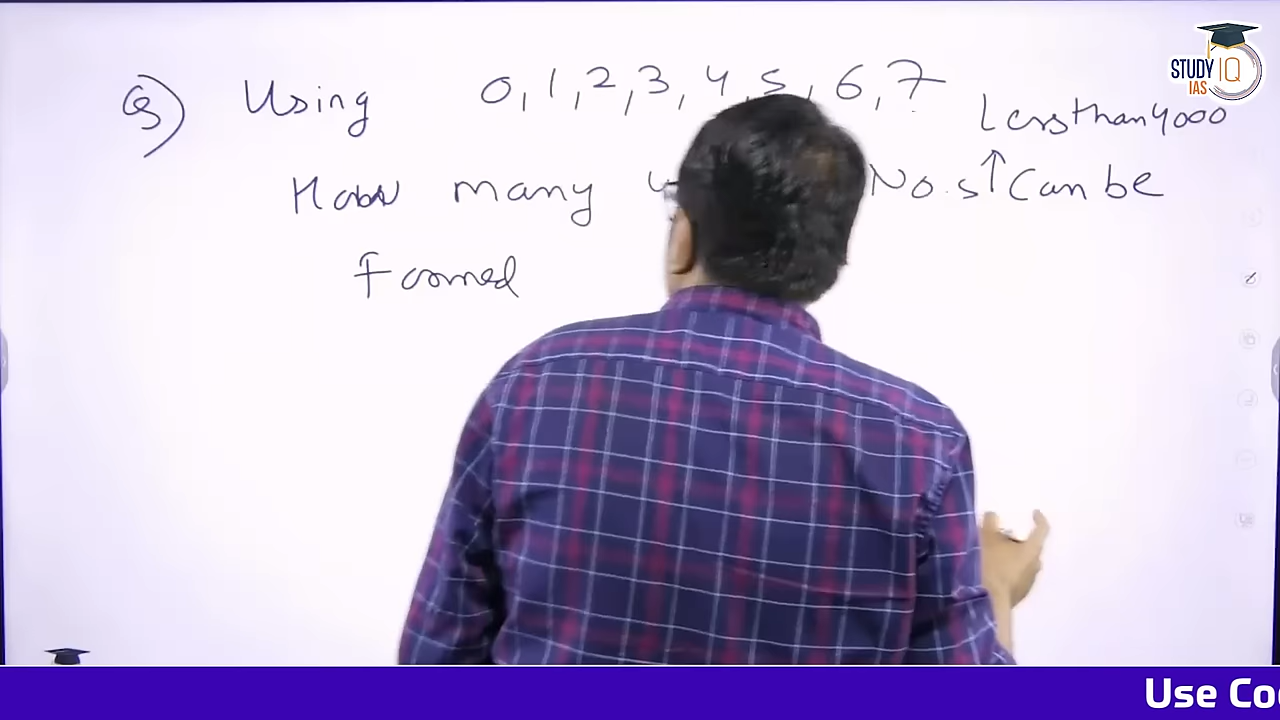 Q) Using 0, 1, 2, 3, 4, 5, 6, 7
Less than 4000
How many No.s ↑ Can be
Formed
STUDY IQ
IAS
Use Co